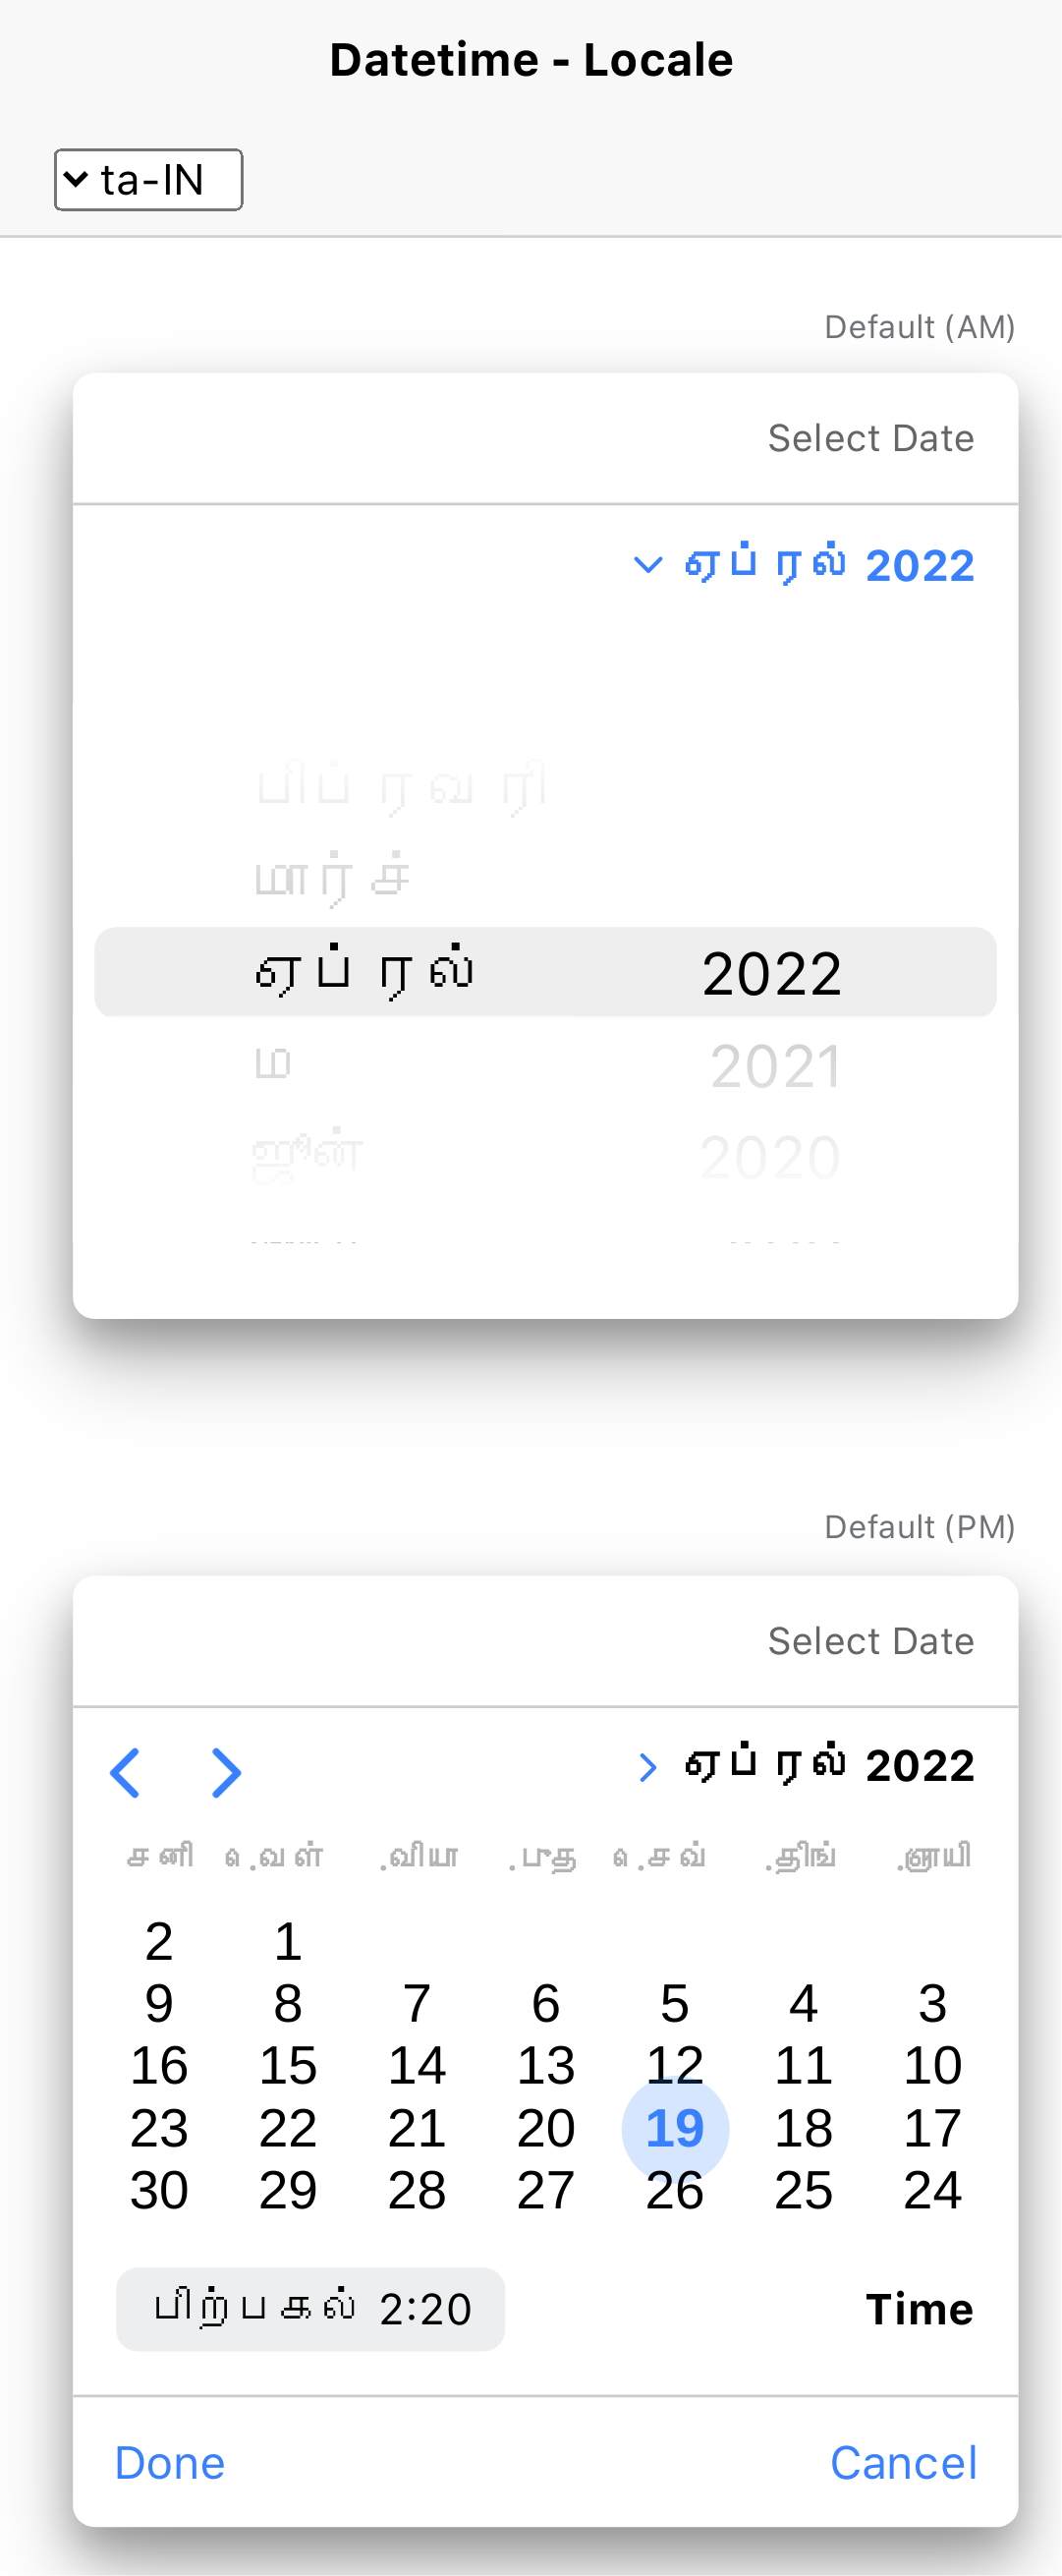 Datetime - Locale
ta-IN
Default (AM)
Select Date
ஏப்ரல் 2022
பிப்ரவரி
மார்ச்
ஏப்ரல் 2022
ம 2021
ஜூன் 2020
Default (PM)
Select Date
ஏப்ரல் 2022
சனி வெள். வியா. புத. செவ். திங். ஞாயி.
2 1
9 8 7 6 5 4 3
16 15 14 13 12 11 10
23 22 21 20 19 18 17
30 29 28 27 26 25 24
பிற்பகல் 2:20 Time
Done Cancel